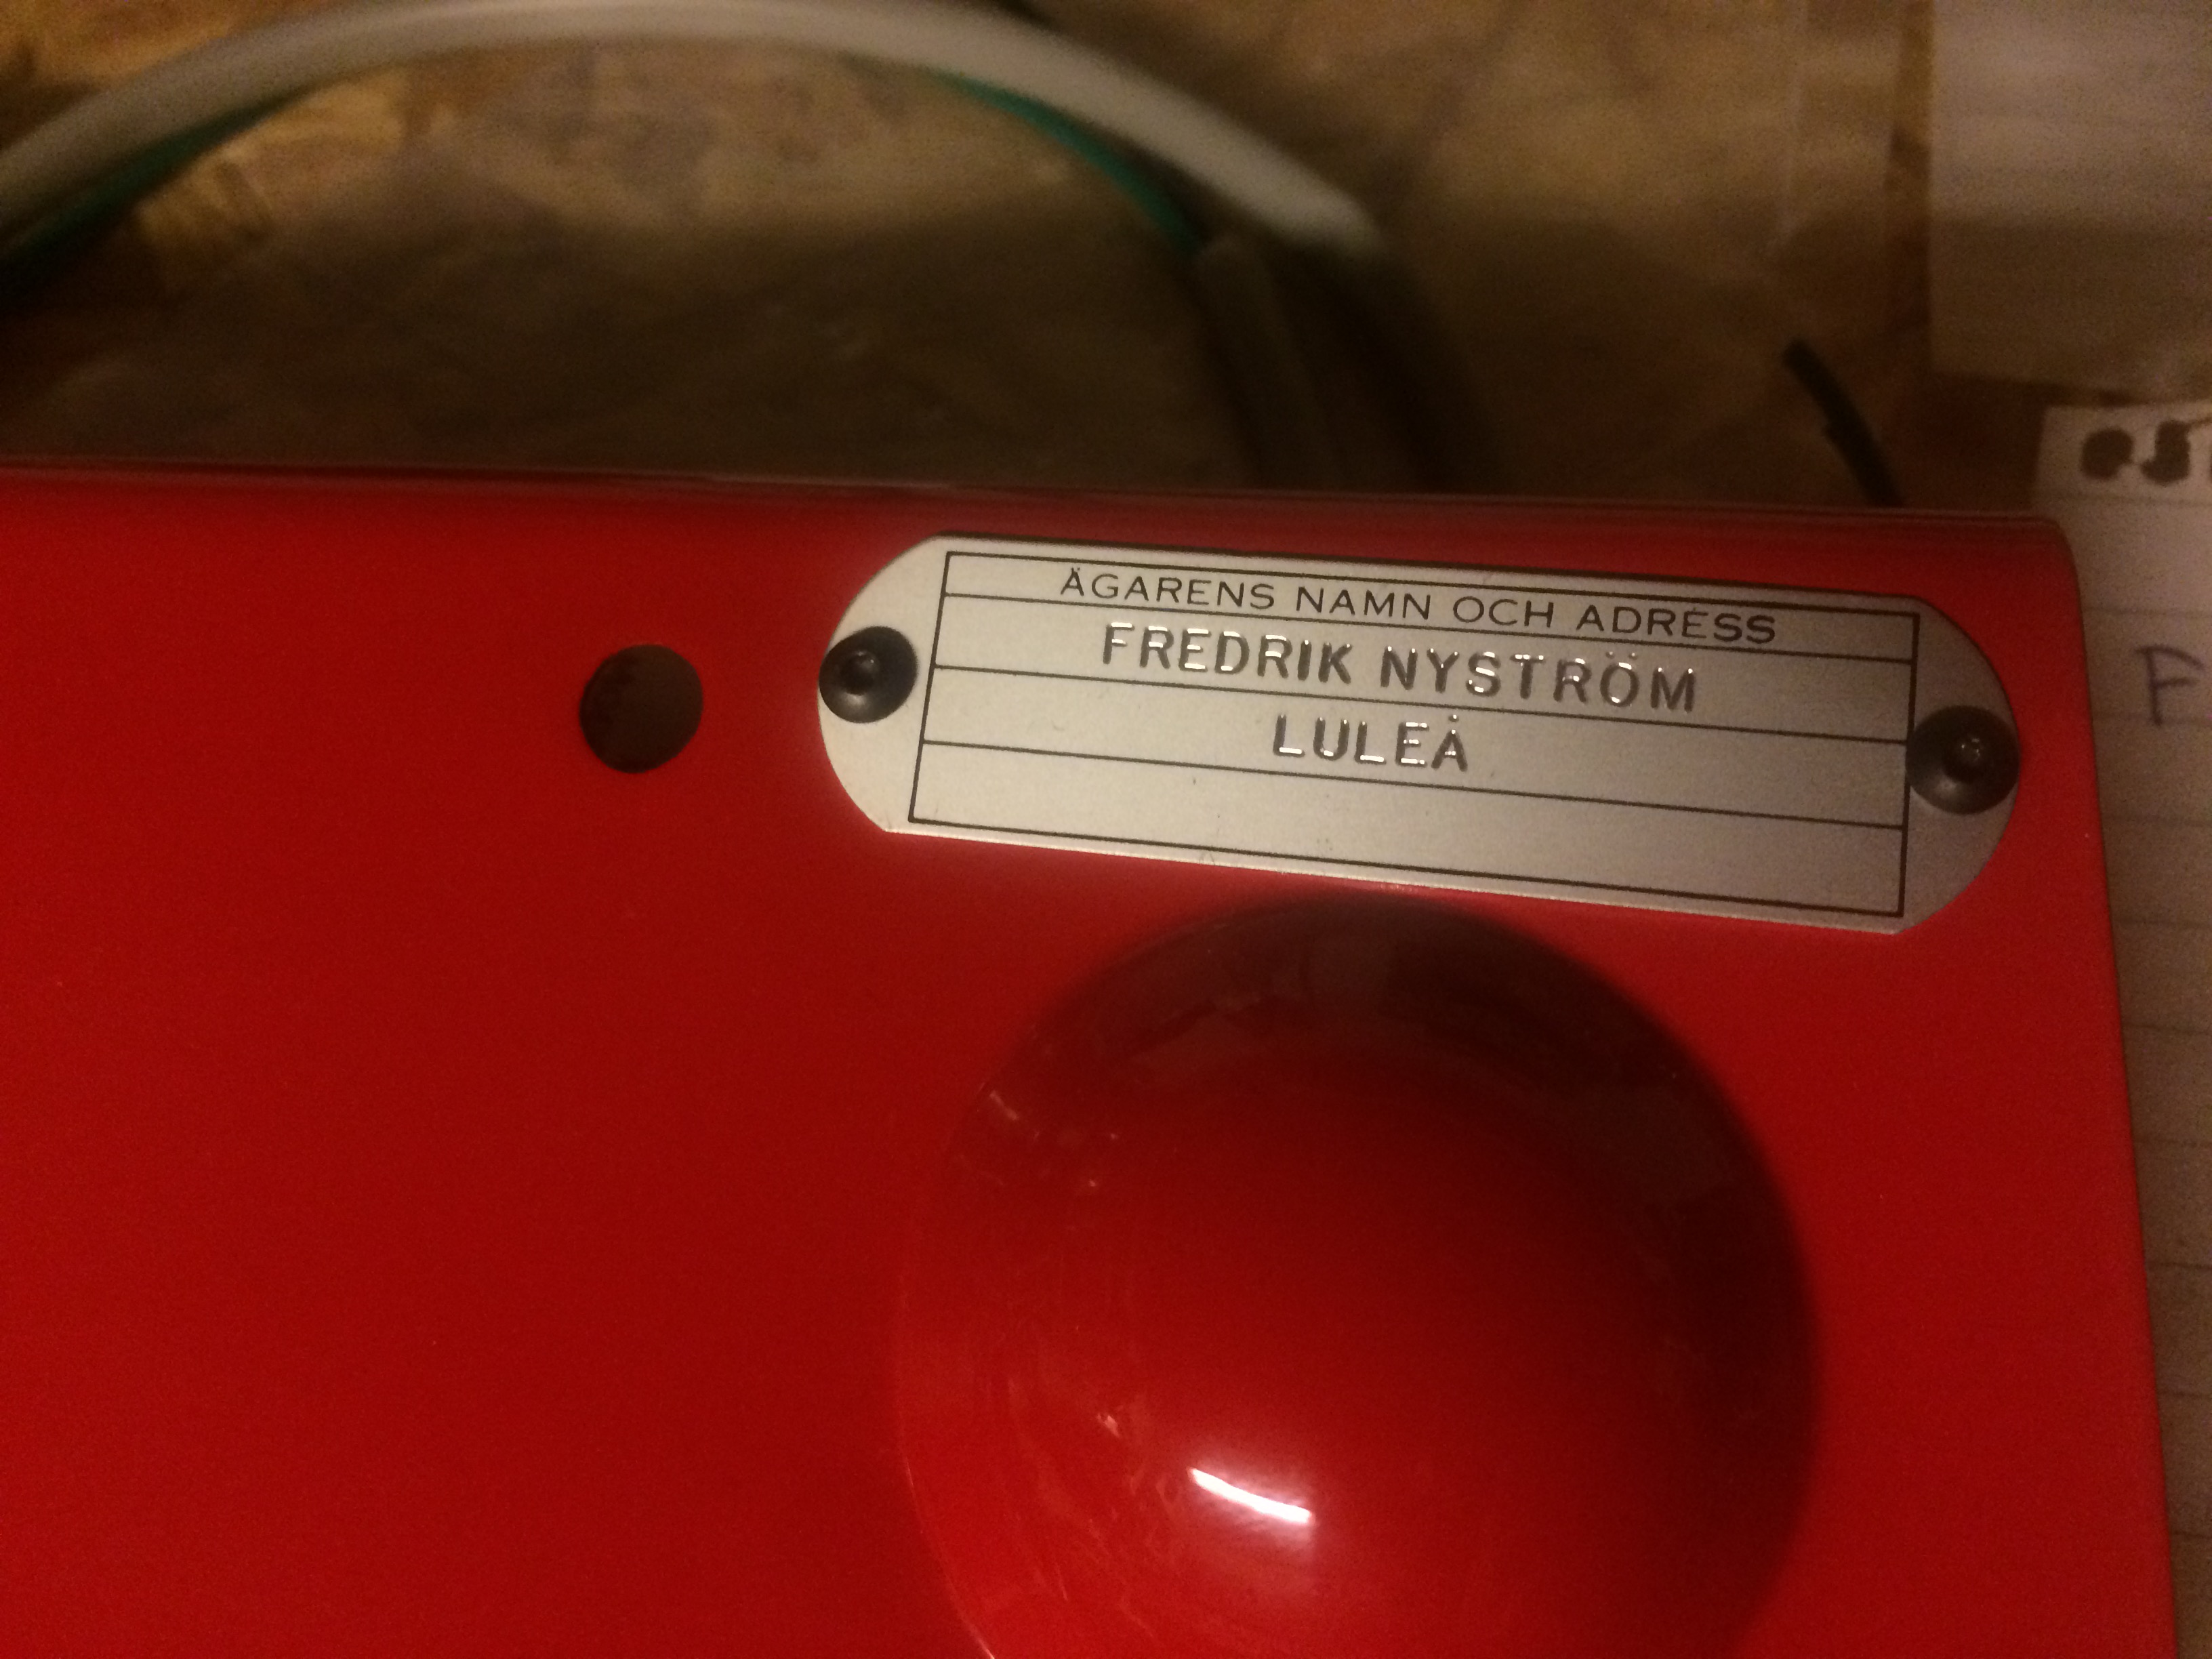 ÄGARENS NAMN OCH ADRESS
FREDRIK NYSTRÖM
LULEÅ
F